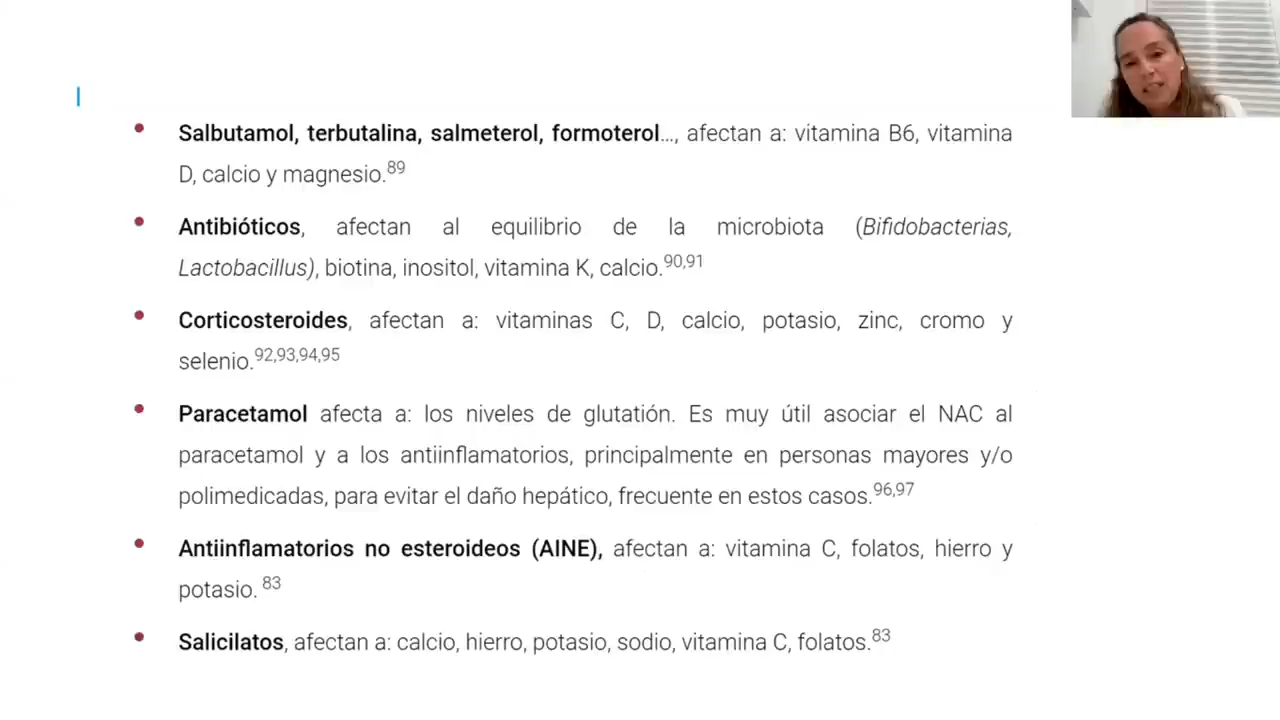 Salbutamol, terbutalina, salmeterol, formoterol..., afectan a: vitamina B6, vitamina
D, calcio y magnesio.89
Antibióticos, afectan al equilibrio de la microbiota (Bifidobacterias,
Lactobacillus), biotina, inositol, vitamina K, calcio.90,91
Corticosteroides, afectan a: vitaminas C, D, calcio, potasio, zinc, cromo y
selenio.92,93,94,95
Paracetamol afecta a: los niveles de glutatión. Es muy útil asociar el NAC al
paracetamol y a los antiinflamatorios, principalmente en personas mayores y/o
polimedicadas, para evitar el daño hepático, frecuente en estos casos.96,97
Antiinflamatorios no esteroideos (AINE), afectan a: vitamina C, folatos, hierro y
potasio. 83
Salicilatos, afectan a: calcio, hierro, potasio, sodio, vitamina C, folatos.83